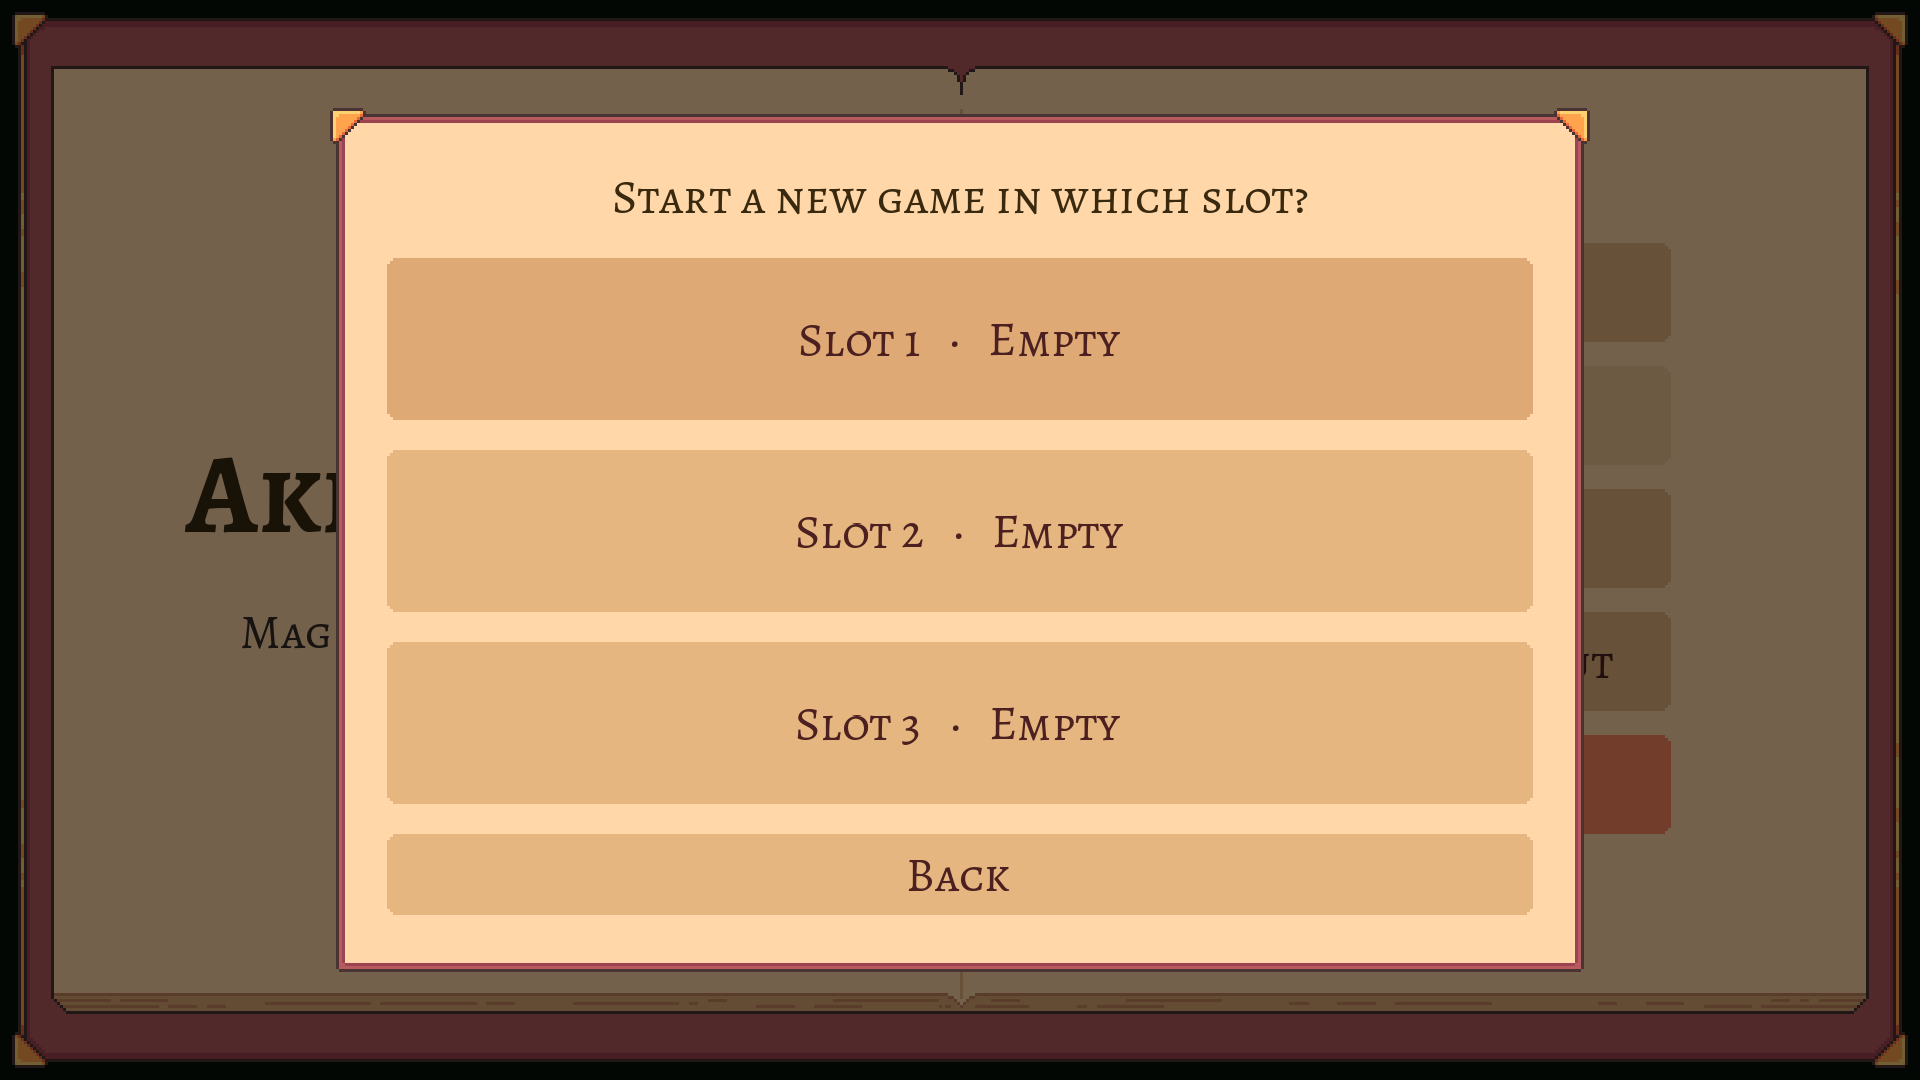 Start a new game in which slot?
Slot 1 · Empty
Slot 2 · Empty
Slot 3 · Empty
Back